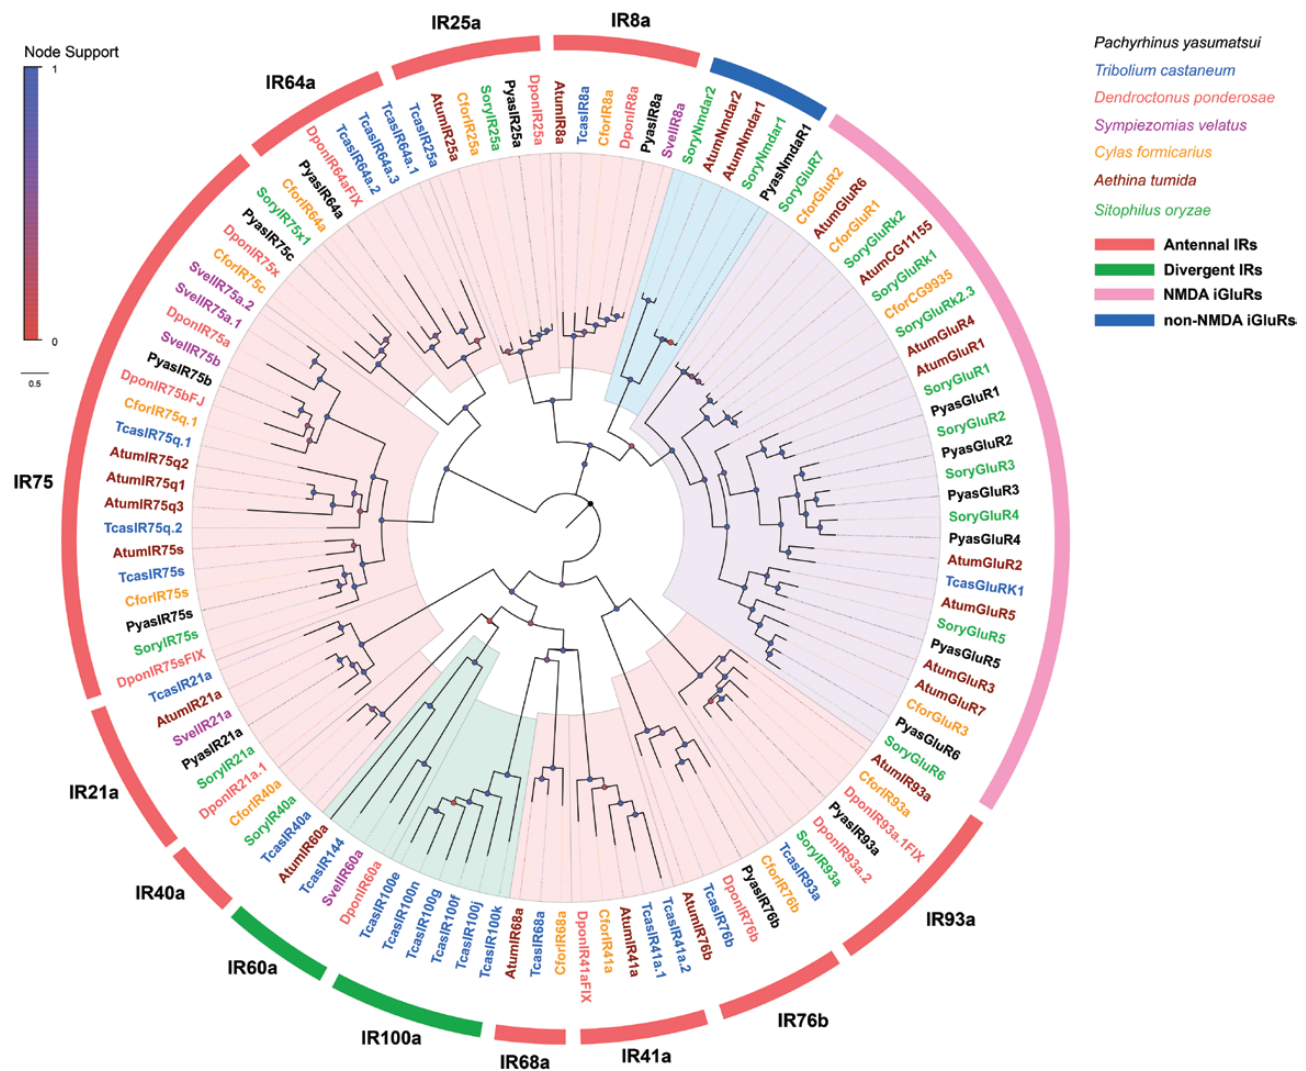 IR25a
IR8a
IR64a
IR75
IR21a
IR40a
IR60a
IR100a
IR68a
IR41a
IR76b
IR93a
Node Support
1
0
0.5
Pachyrhinus yasumatsui
Tribolium castaneum
Dendroctonus ponderosae
Sympiezomias velatus
Cylas formicarius
Aethina tumida
Sitophilus oryzae
Antennal IRs
Divergent IRs
NMDA iGluRs
non-NMDA iGluRs
AtumIR8a
TcasIR8a
CforIR8a
DponIR8a
PyasIR8a
SvelIR8a
SoryNmdar2
AtumNmdar2
AtumNmdar1
SoryNmdar1
PyasNmdaR1
SoryGluR7
CforGluR2
AtumGluR6
CforGluR1
SoryGluRk2
AtumCG11155
SoryGluRk1
CforCG9935
SoryGluRk2.3
AtumGluR4
AtumGluR1
SoryGluR1
PyasGluR1
SoryGluR2
PyasGluR2
SoryGluR3
PyasGluR3
SoryGluR4
PyasGluR4
AtumGluR2
TcasGluRK1
AtumGluR5
SoryGluR5
PyasGluR5
AtumGluR3
AtumGluR7
CforGluR3
PyasGluR6
SoryGluR6
AtumIR93a
CforIR93a
DponIR93a.1FIX
PyasIR93a
DponIR93a.2
SoryIR93a
TcasIR93a
CforIR76b
PyasIR76b
DponIR76b
TcasIR76b
AtumIR76b
TcasIR41a.2
TcasIR41a.1
AtumIR41a
CforIR41a
DponIR41aFIX
CforIR68a
TcasIR68a
AtumIR68a
TcasIR100k
TcasIR100j
TcasIR100f
TcasIR100g
TcasIR100n
TcasIR100e
DponIR60a
SvelIR60a
TcasIR144
AtumIR60a
TcasIR40a
SoryIR40a
CforIR40a
DponIR21a.1
SoryIR21a
PyasIR21a
SvelIR21a
AtumIR21a
TcasIR21a
DponIR75sFIX
SoryIR75s
PyasIR75s
CforIR75s
TcasIR75s
AtumIR75s
TcasIR75q.2
AtumIR75q3
AtumIR75q1
AtumIR75q2
TcasIR75q.1
CforIR75q.1
DponIR75bFJ
PyasIR75b
SvelIR75b
DponIR75a
SvelIR75a.1
SvelIR75a.2
CforIR75c
DponIR75x
PyasIR75c
SoryIR75x1
CforIR64a
PyasIR64a
DponIR64aFIX
TcasIR64a.2
TcasIR64a.3
TcasIR64a.1
TcasIR25a
AtumIR25a
CforIR25a
SoryIR25a
PyasIR25a
DponIR25a